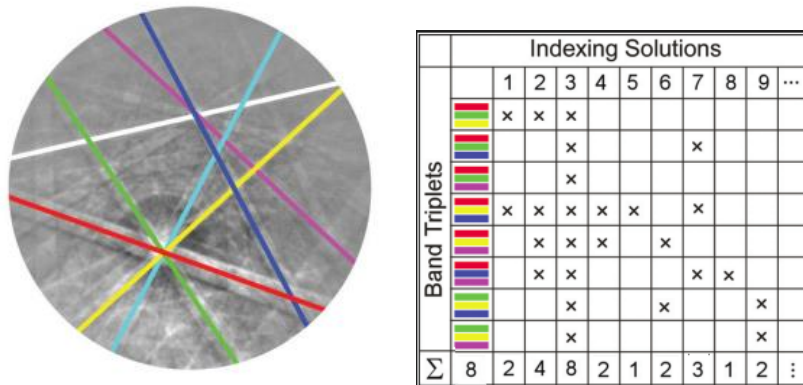 Indexing Solutions
1 2 3 4 5 6 7 8 9 ...
Band Triplets
× × ×
× ×
×
× × × × × ×
× × × ×
× × × ×
× × ×
× ×
Σ 8 2 4 8 2 1 2 3 1 2 ⋮